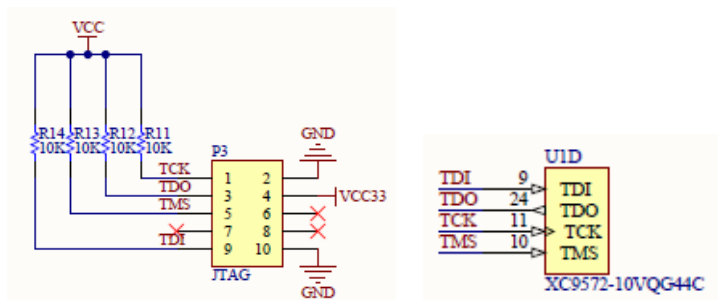 VCC
R14 R13 R12 R11
10K 10K 10K 10K
P3
GND
TCK 1 2
TDO 3 4 VCC33
TMS 5 6
7 8
TDI 9 10
JTAG
GND
U1D
TDI 9 TDI
TDO 24 TDO
TCK 11 TCK
TMS 10 TMS
XC9572-10VQG44C